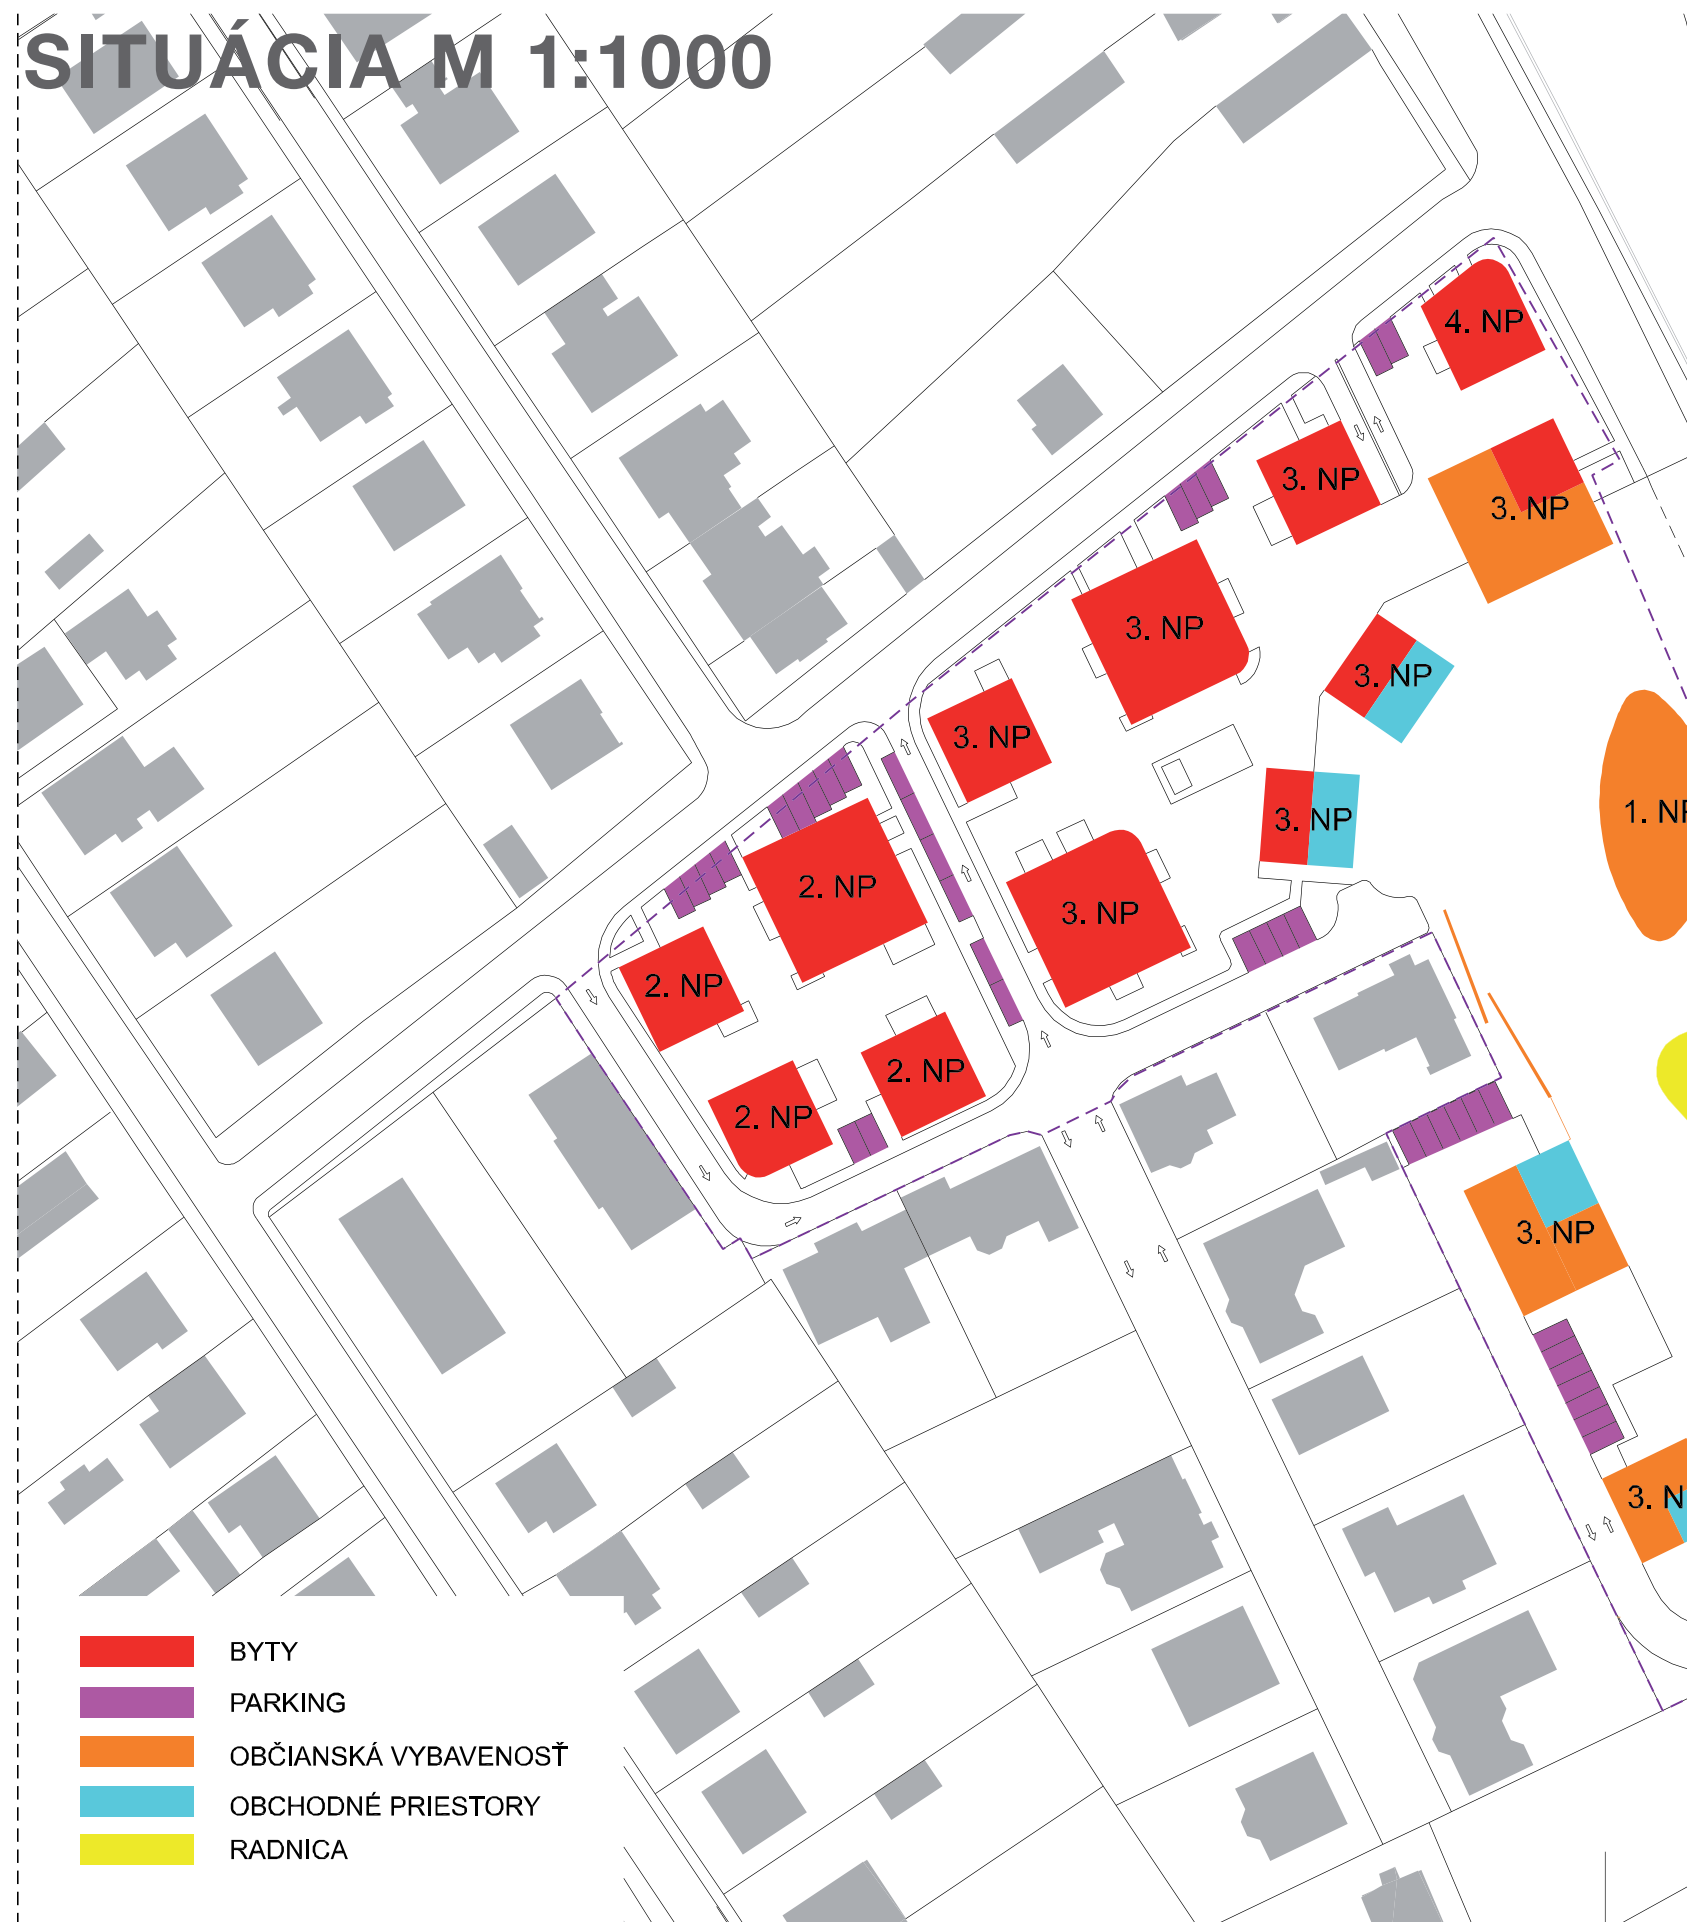 SITUÁCIA M 1:1000
4. NP
3. NP
3. NP
3. NP
3. NP
3. NP
3. NP
1. NP
2. NP
3. NP
2. NP
2. NP
2. NP
3. NP
3. N
BYTY
PARKING
OBČIANSKÁ VYBAVENOSŤ
OBCHODNÉ PRIESTORY
RADNICA